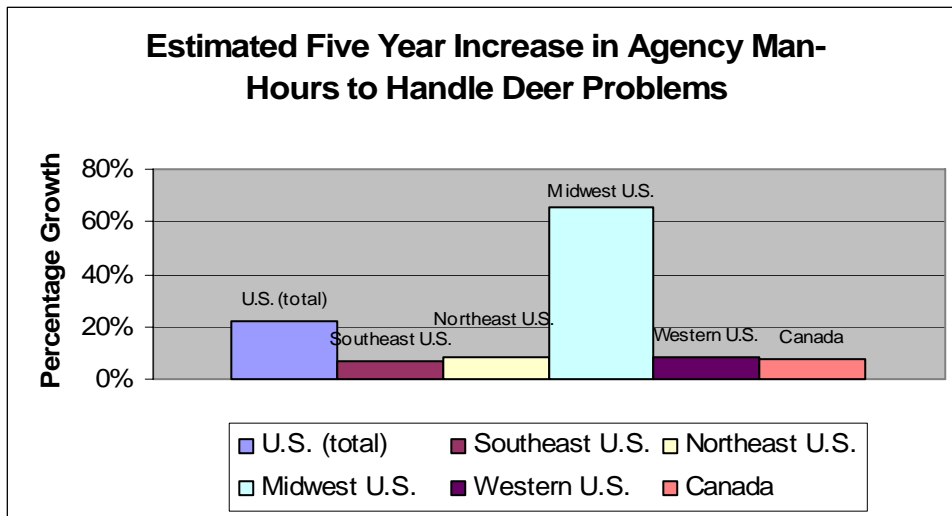 Estimated Five Year Increase in Agency Man-
Hours to Handle Deer Problems
Percentage Growth
80%
60%
40%
20%
0%
U.S. (total)
Southeast U.S.
Northeast U.S.
Midwest U.S.
Western U.S.
Canada
U.S. (total) Southeast U.S. Northeast U.S.
Midwest U.S. Western U.S. Canada